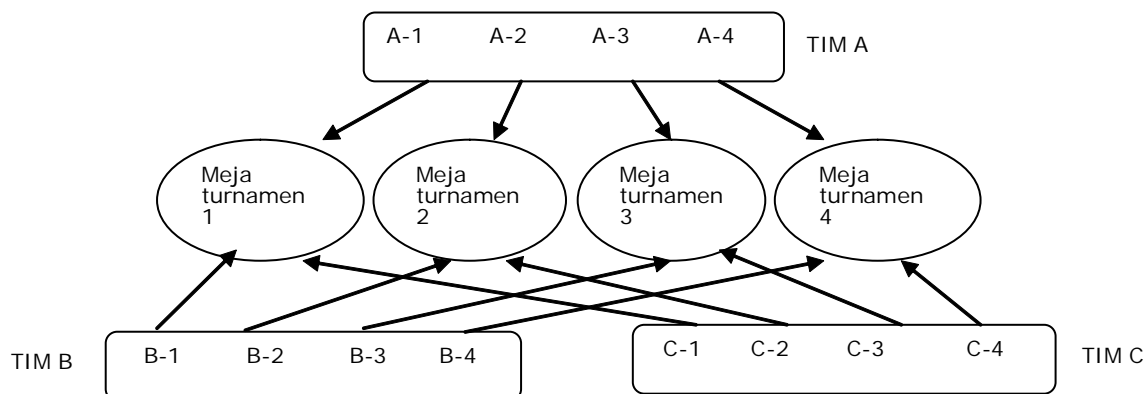 A-1 A-2 A-3 A-4 TIM A
Meja
turnamen
1
Meja
turnamen
2
Meja
turnamen
3
Meja
turnamen
4
TIM B B-1 B-2 B-3 B-4
C-1 C-2 C-3 C-4 TIM C